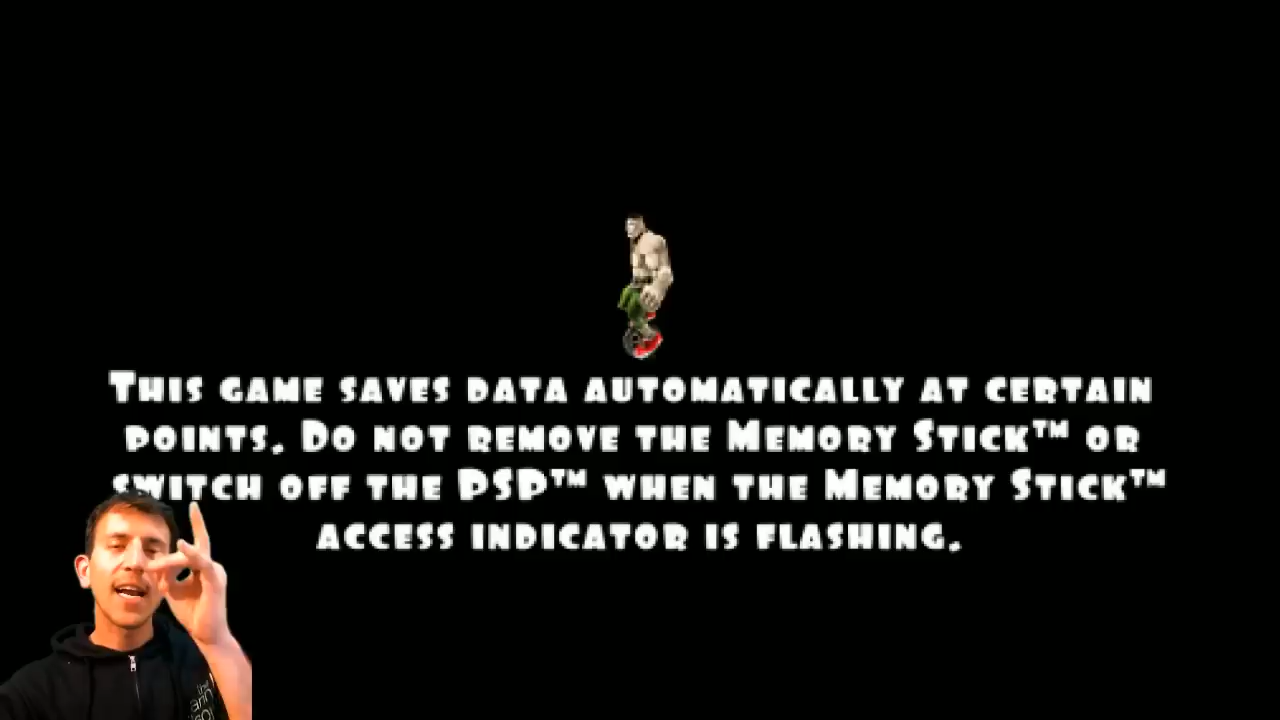 This game saves data automatically at certain
points. Do not remove the Memory Stick™ or
switch off the PSP™ when the Memory Stick™
access indicator is flashing.